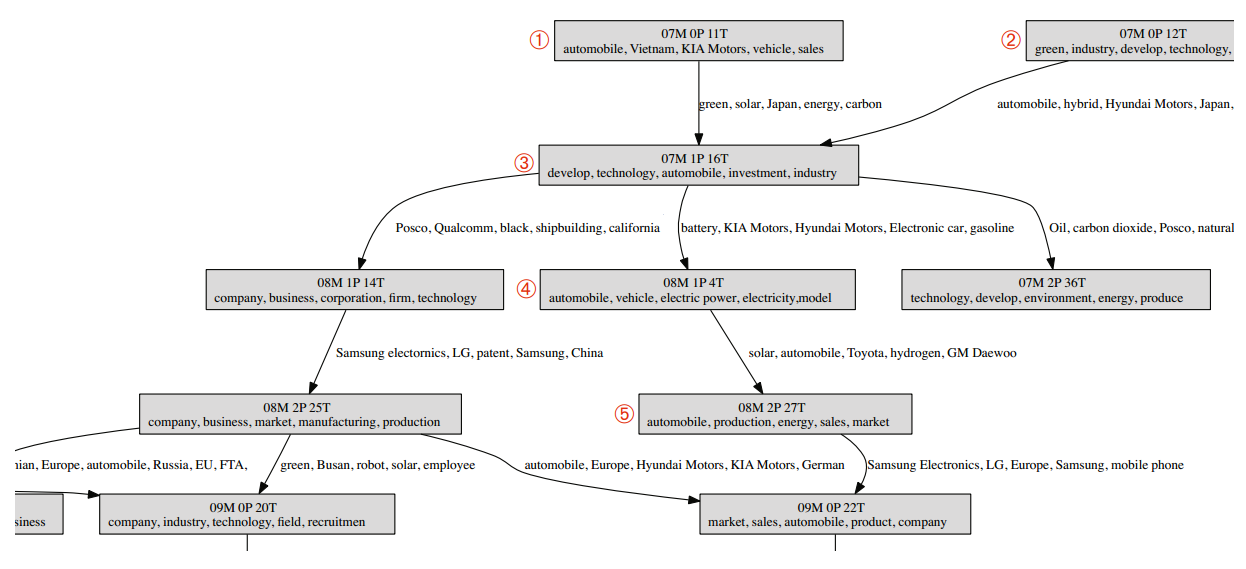 ① 07M 0P 11T
automobile, Vietnam, KIA Motors, vehicle, sales
② 07M 0P 12T
green, industry, develop, technology,
green, solar, Japan, energy, carbon
automobile, hybrid, Hyundai Motors, Japan,
③ 07M 1P 16T
develop, technology, automobile, investment, industry
Posco, Qualcomm, black, shipbuilding, california
battery, KIA Motors, Hyundai Motors, Electronic car, gasoline
Oil, carbon dioxide, Posco, natural
08M 1P 14T
company, business, corporation, firm, technology
④ 08M 1P 4T
automobile, vehicle, electric power, electricity,model
07M 2P 36T
technology, develop, environment, energy, produce
Samsung electornics, LG, patent, Samsung, China
solar, automobile, Toyota, hydrogen, GM Daewoo
08M 2P 25T
company, business, market, manufacturing, production
⑤ 08M 2P 27T
automobile, production, energy, sales, market
Europe, automobile, Russia, EU, FTA,
green, Busan, robot, solar, employee
automobile, Europe, Hyundai Motors, KIA Motors, German
Samsung Electronics, LG, Europe, Samsung, mobile phone
siness
09M 0P 20T
company, industry, technology, field, recruitmen
09M 0P 22T
market, sales, automobile, product, company